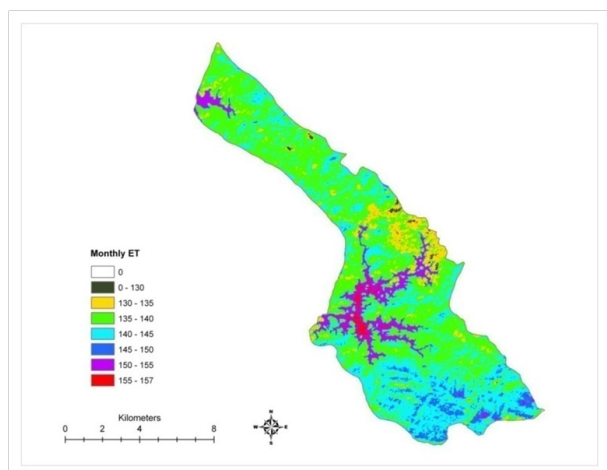 Monthly ET
0
0 - 130
130 - 135
135 - 140
140 - 145
145 - 150
150 - 155
155 - 157
Kilometers
0 2 4 8
N
W E
S